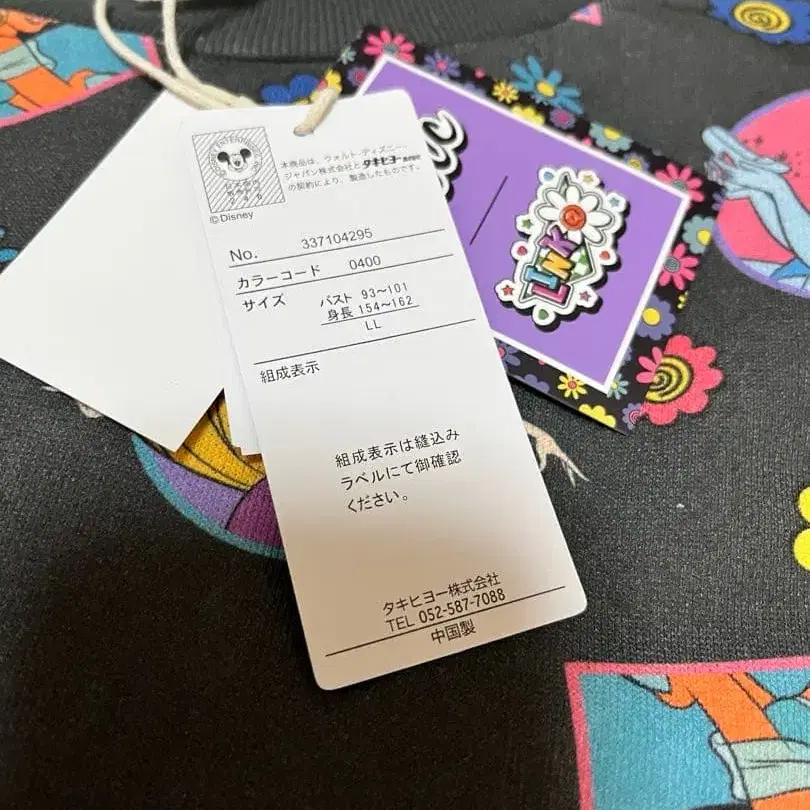 本商品は、ウォルト・ディズニー・
ジャパン株式会社とタキヒヨー株式会社
の契約により、製造したものです。
©Disney
No. 337104295
カラーコード 0400
サイズ バスト 93〜101
身長 154〜162
LL
組成表示
組成表示は縫込み
ラベルにて御確認
ください。
タキヒヨー株式会社
TEL 052-587-7088
中国製
LINK